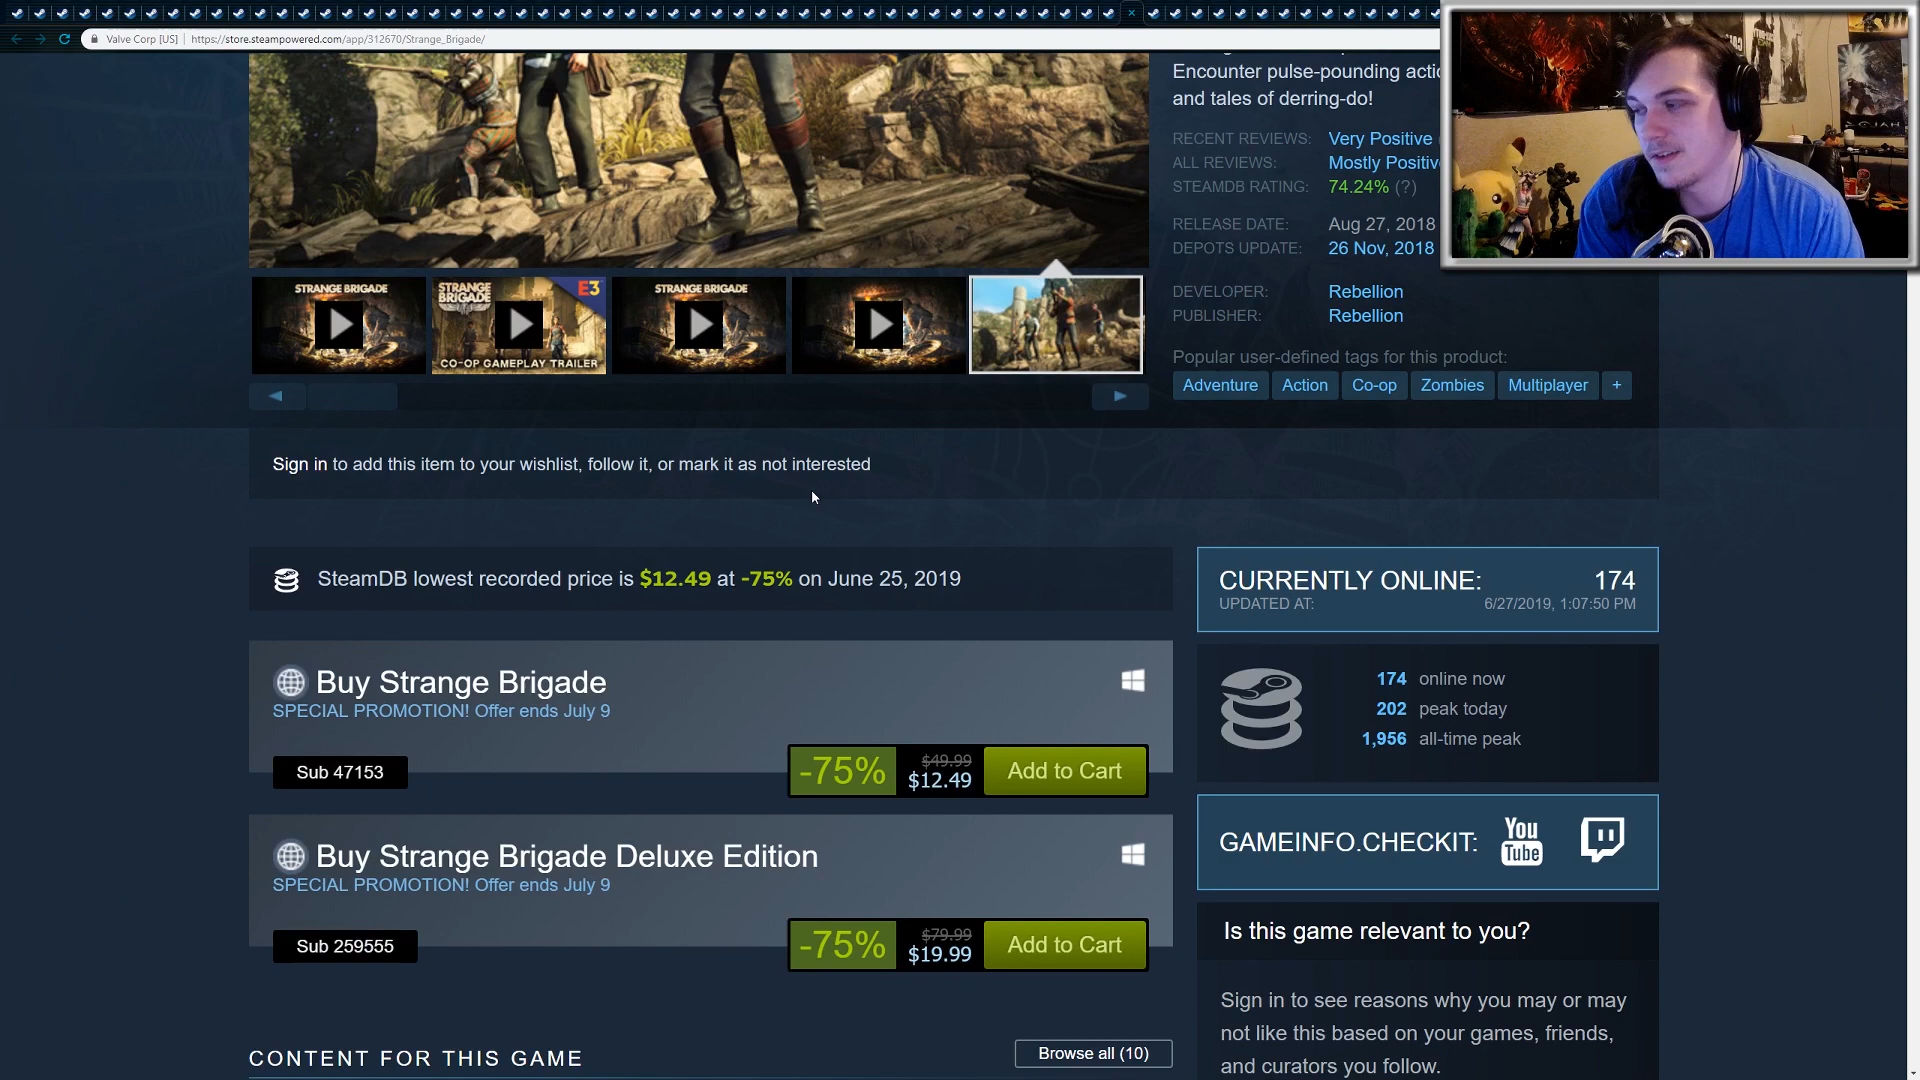 Valve Corp [US] | https://store.steampowered.com/app/312670/Strange_Brigade/
Encounter pulse-pounding
and tales of derring-do!
RECENT REVIEWS: Very Positive
ALL REVIEWS: Mostly
STEAMDB RATING: 74.24% (?)
RELEASE DATE: Aug 27, 2018
DEPOTS UPDATE: 26 Nov, 2018
DEVELOPER: Rebellion
PUBLISHER: Rebellion
Popular user-defined tags for this product:
Adventure Action Co-op Zombies Multiplayer +
STRANGE BRIGADE
STRANGE BRIGADE E3
CO-OP GAMEPLAY TRAILER
STRANGE BRIGADE
Sign in to add this item to your wishlist, follow it, or mark it as not interested
SteamDB lowest recorded price is $12.49 at -75% on June 25, 2019
Buy Strange Brigade
SPECIAL PROMOTION! Offer ends July 9
Sub 47153
-75% $49.99 $12.49 Add to Cart
Buy Strange Brigade Deluxe Edition
SPECIAL PROMOTION! Offer ends July 9
Sub 259555
-75% $79.99 $19.99 Add to Cart
CONTENT FOR THIS GAME
Browse all (10)
CURRENTLY ONLINE: 174
UPDATED AT: 6/27/2019, 1:07:50 PM
174 online now
202 peak today
1,956 all-time peak
GAMEINFO.CHECKIT: You Tube
Is this game relevant to you?
Sign in to see reasons why you may or may
not like this based on your games, friends,
and curators you follow.